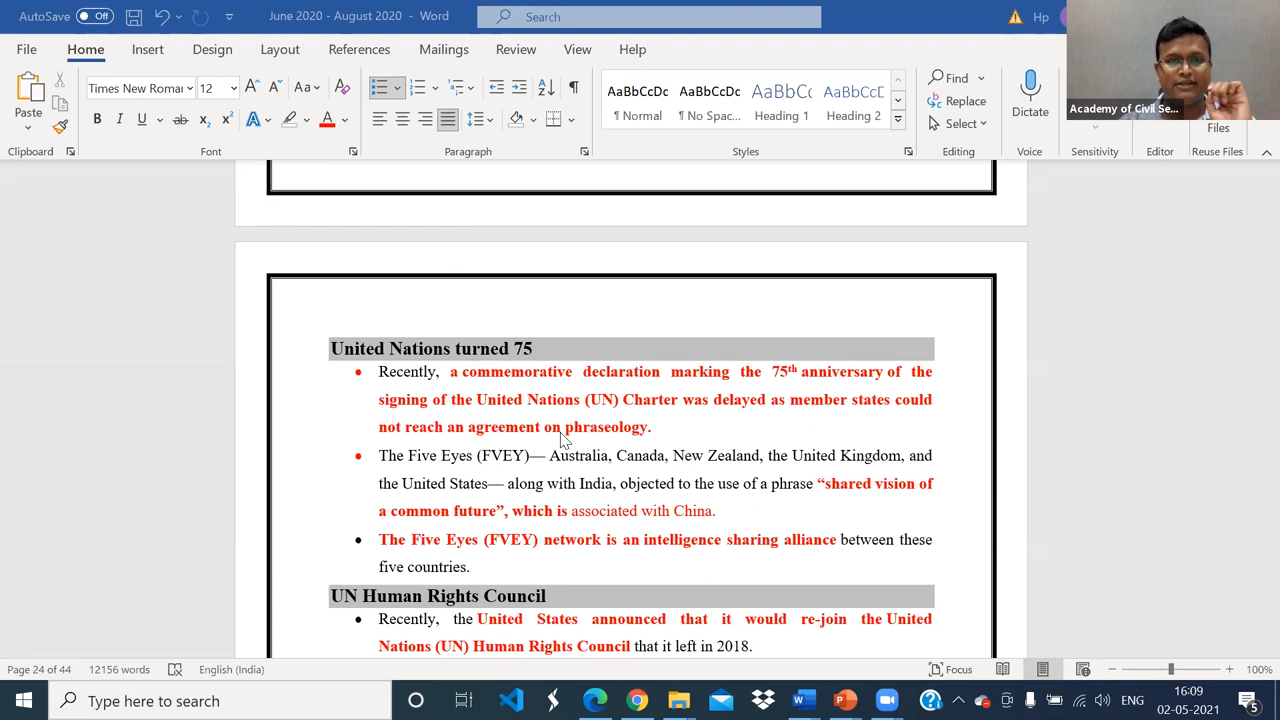 AutoSave Off June 2020 - August 2020 - Word Search Hp
File Home Insert Design Layout References Mailings Review View Help
Academy of Civil Se...
Paste
Times New Roma 12 A A Aa A
B I U ab x₂ x² A A
AaBbCcDc AaBbCcDc AaBbCc AaBbCcD
¶ Normal ¶ No Spac... Heading 1 Heading 2
Find
Replace
Select
Dictate
Files
Clipboard Font Paragraph Styles Editing Voice Sensitivity Editor Reuse Files
United Nations turned 75
Recently, a commemorative declaration marking the 75th anniversary of the
signing of the United Nations (UN) Charter was delayed as member states could
not reach an agreement on phraseology.
The Five Eyes (FVEY)— Australia, Canada, New Zealand, the United Kingdom, and
the United States— along with India, objected to the use of a phrase “shared vision of
a common future”, which is associated with China.
The Five Eyes (FVEY) network is an intelligence sharing alliance between these
five countries.
UN Human Rights Council
Recently, the United States announced that it would re-join the United
Nations (UN) Human Rights Council that it left in 2018.
Page 24 of 44 12156 words English (India) Focus 100%
Type here to search ENG 16:09
02-05-2021 5